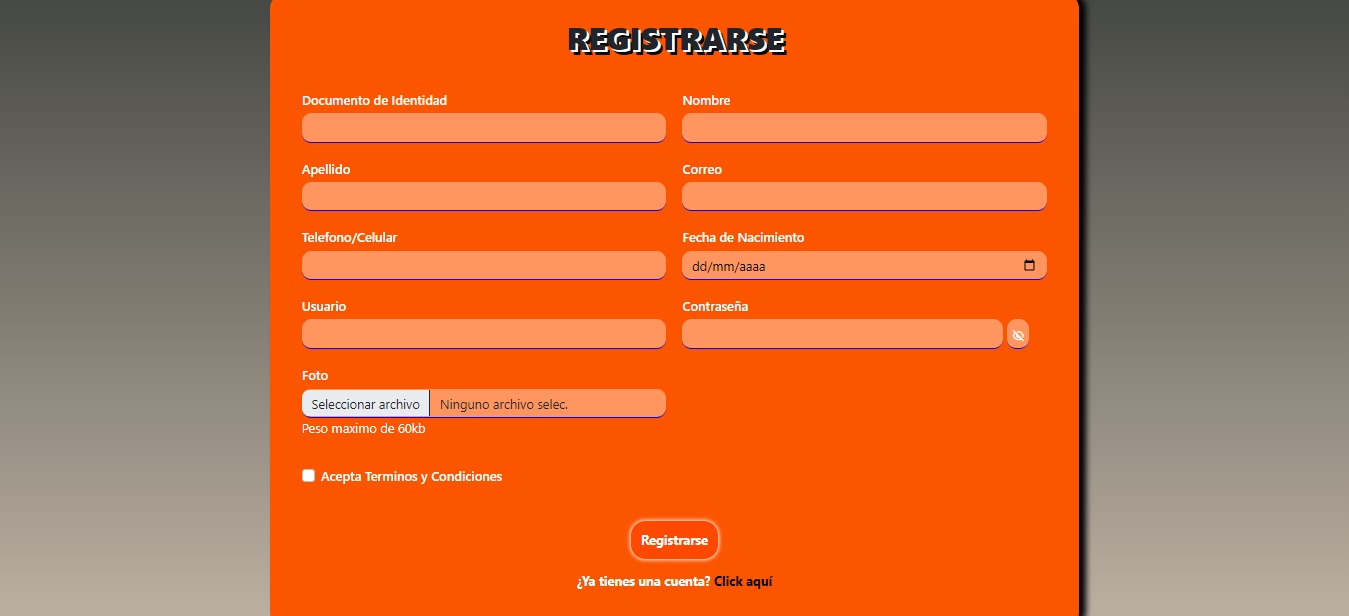 REGISTRARSE
Documento de Identidad
Nombre
Apellido
Correo
Telefono/Celular
Fecha de Nacimiento
dd/mm/aaaa
Usuario
Contraseña
Foto
Seleccionar archivo Ninguno archivo selec.
Peso maximo de 60kb
Acepta Terminos y Condiciones
Registrarse
¿Ya tienes una cuenta? Click aquí